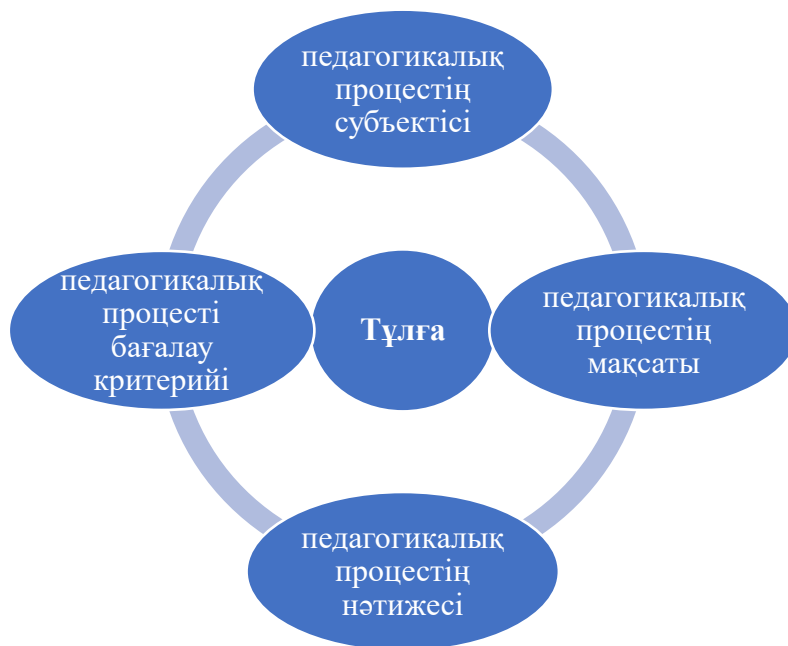 педагогикалық
процестің
субъектісі
педагогикалық
процесті
бағалау
критерийі
Тұлға
педагогикалық
процестің
мақсаты
педагогикалық
процестің
нәтижесі